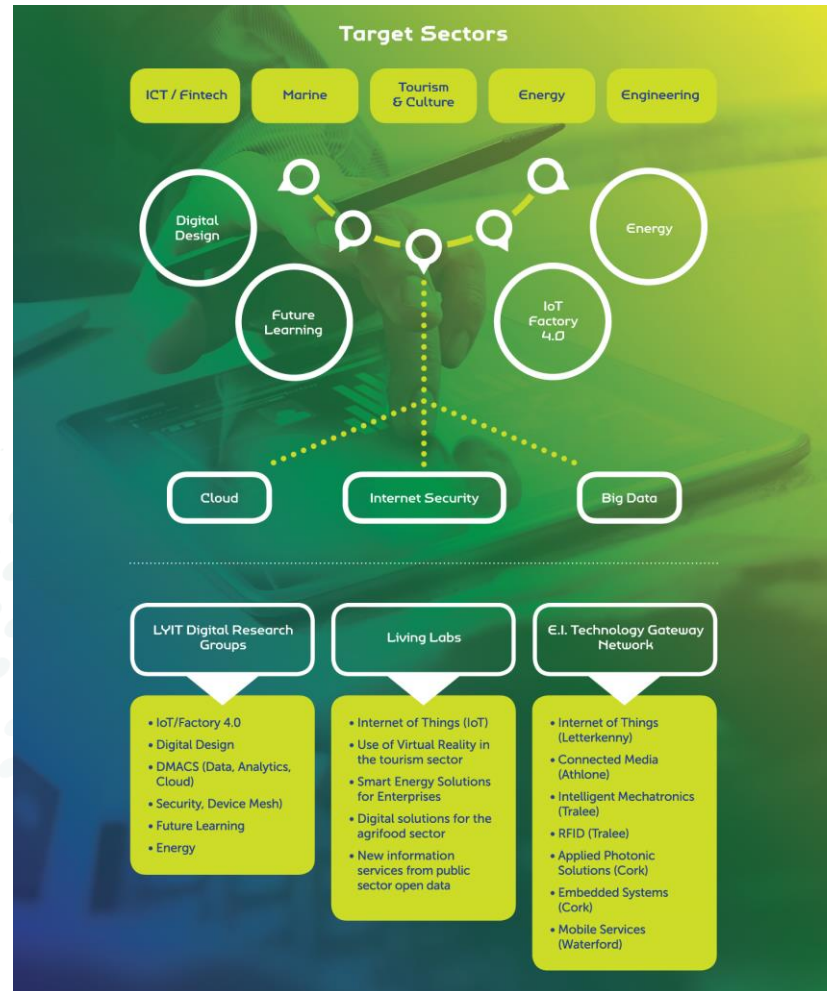 Target Sectors
ICT / Fintech
Marine
Tourism
& Culture
Energy
Engineering
Digital
Design
Energy
Future
Learning
IoT
Factory
4.0
Cloud
Internet Security
Big Data
LYIT Digital Research
Groups
Living Labs
E.I. Technology Gateway
Network
• IoT/Factory 4.0
• Digital Design
• DMACS (Data, Analytics,
Cloud)
• Security, Device Mesh)
• Future Learning
• Energy
• Internet of Things (IoT)
• Use of Virtual Reality in
the tourism sector
• Smart Energy Solutions
for Enterprises
• Digital solutions for the
agrifood sector
• New information
services from public
sector open data
• Internet of Things
(Letterkenny)
• Connected Media
(Athlone)
• Intelligent Mechatronics
(Tralee)
• RFID (Tralee)
• Applied Photonic
Solutions (Cork)
• Embedded Systems
(Cork)
• Mobile Services
(Waterford)